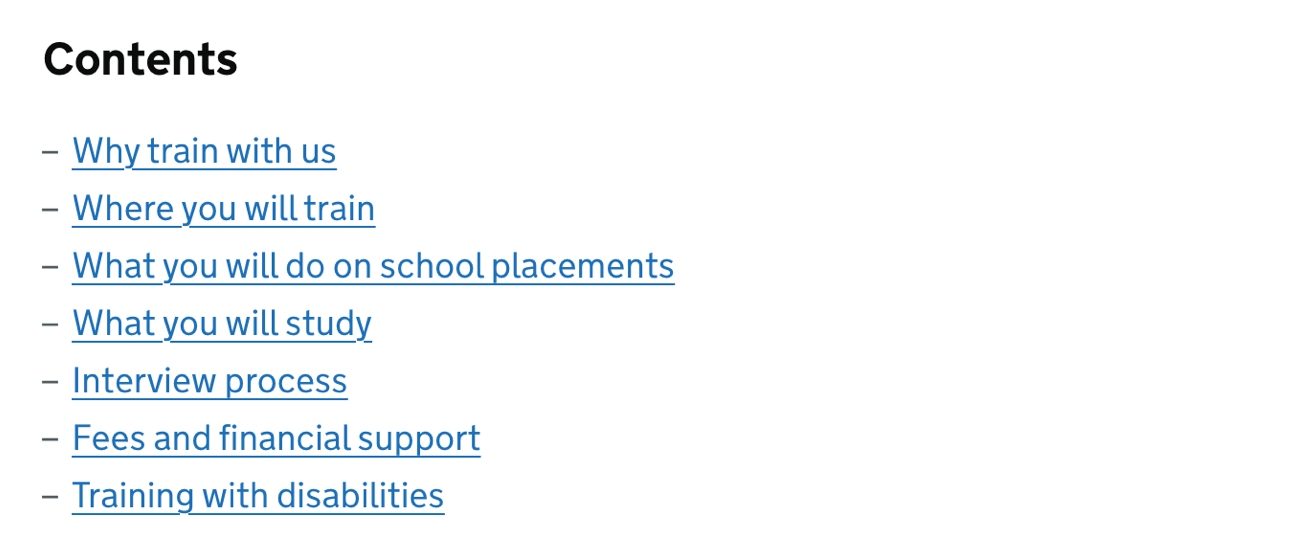 Contents
– Why train with us
– Where you will train
– What you will do on school placements
– What you will study
– Interview process
– Fees and financial support
– Training with disabilities